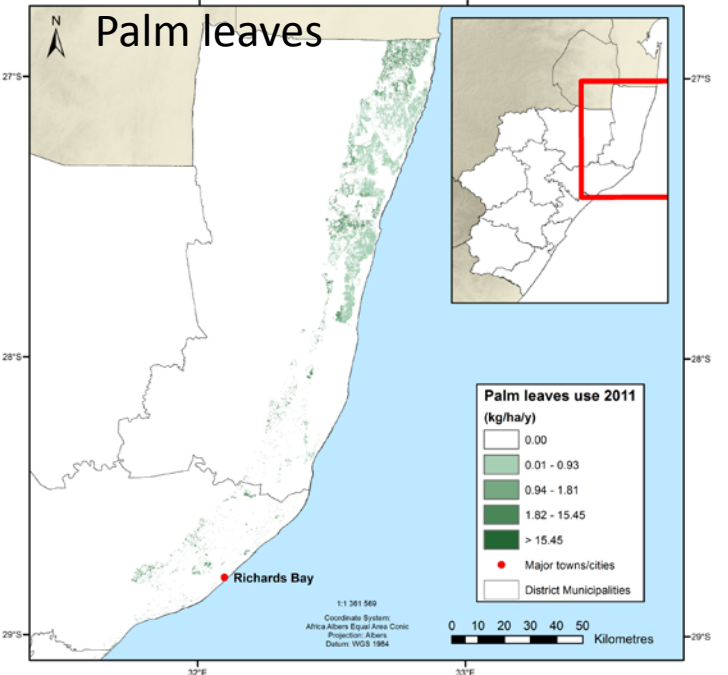 Palm leaves
N
27°S
27°S
28°S
28°S
29°S
29°S
32°E
33°E
Richards Bay
Palm leaves use 2011
(kg/ha/y)
0.00
0.01 - 0.93
0.94 - 1.81
1.82 - 15.45
> 15.45
Major towns/cities
District Municipalities
1:1 361 569
Coordinate System:
Africa Albers Equal Area Conic
Projection: Albers
Datum: WGS 1984
0 10 20 30 40 50 Kilometres